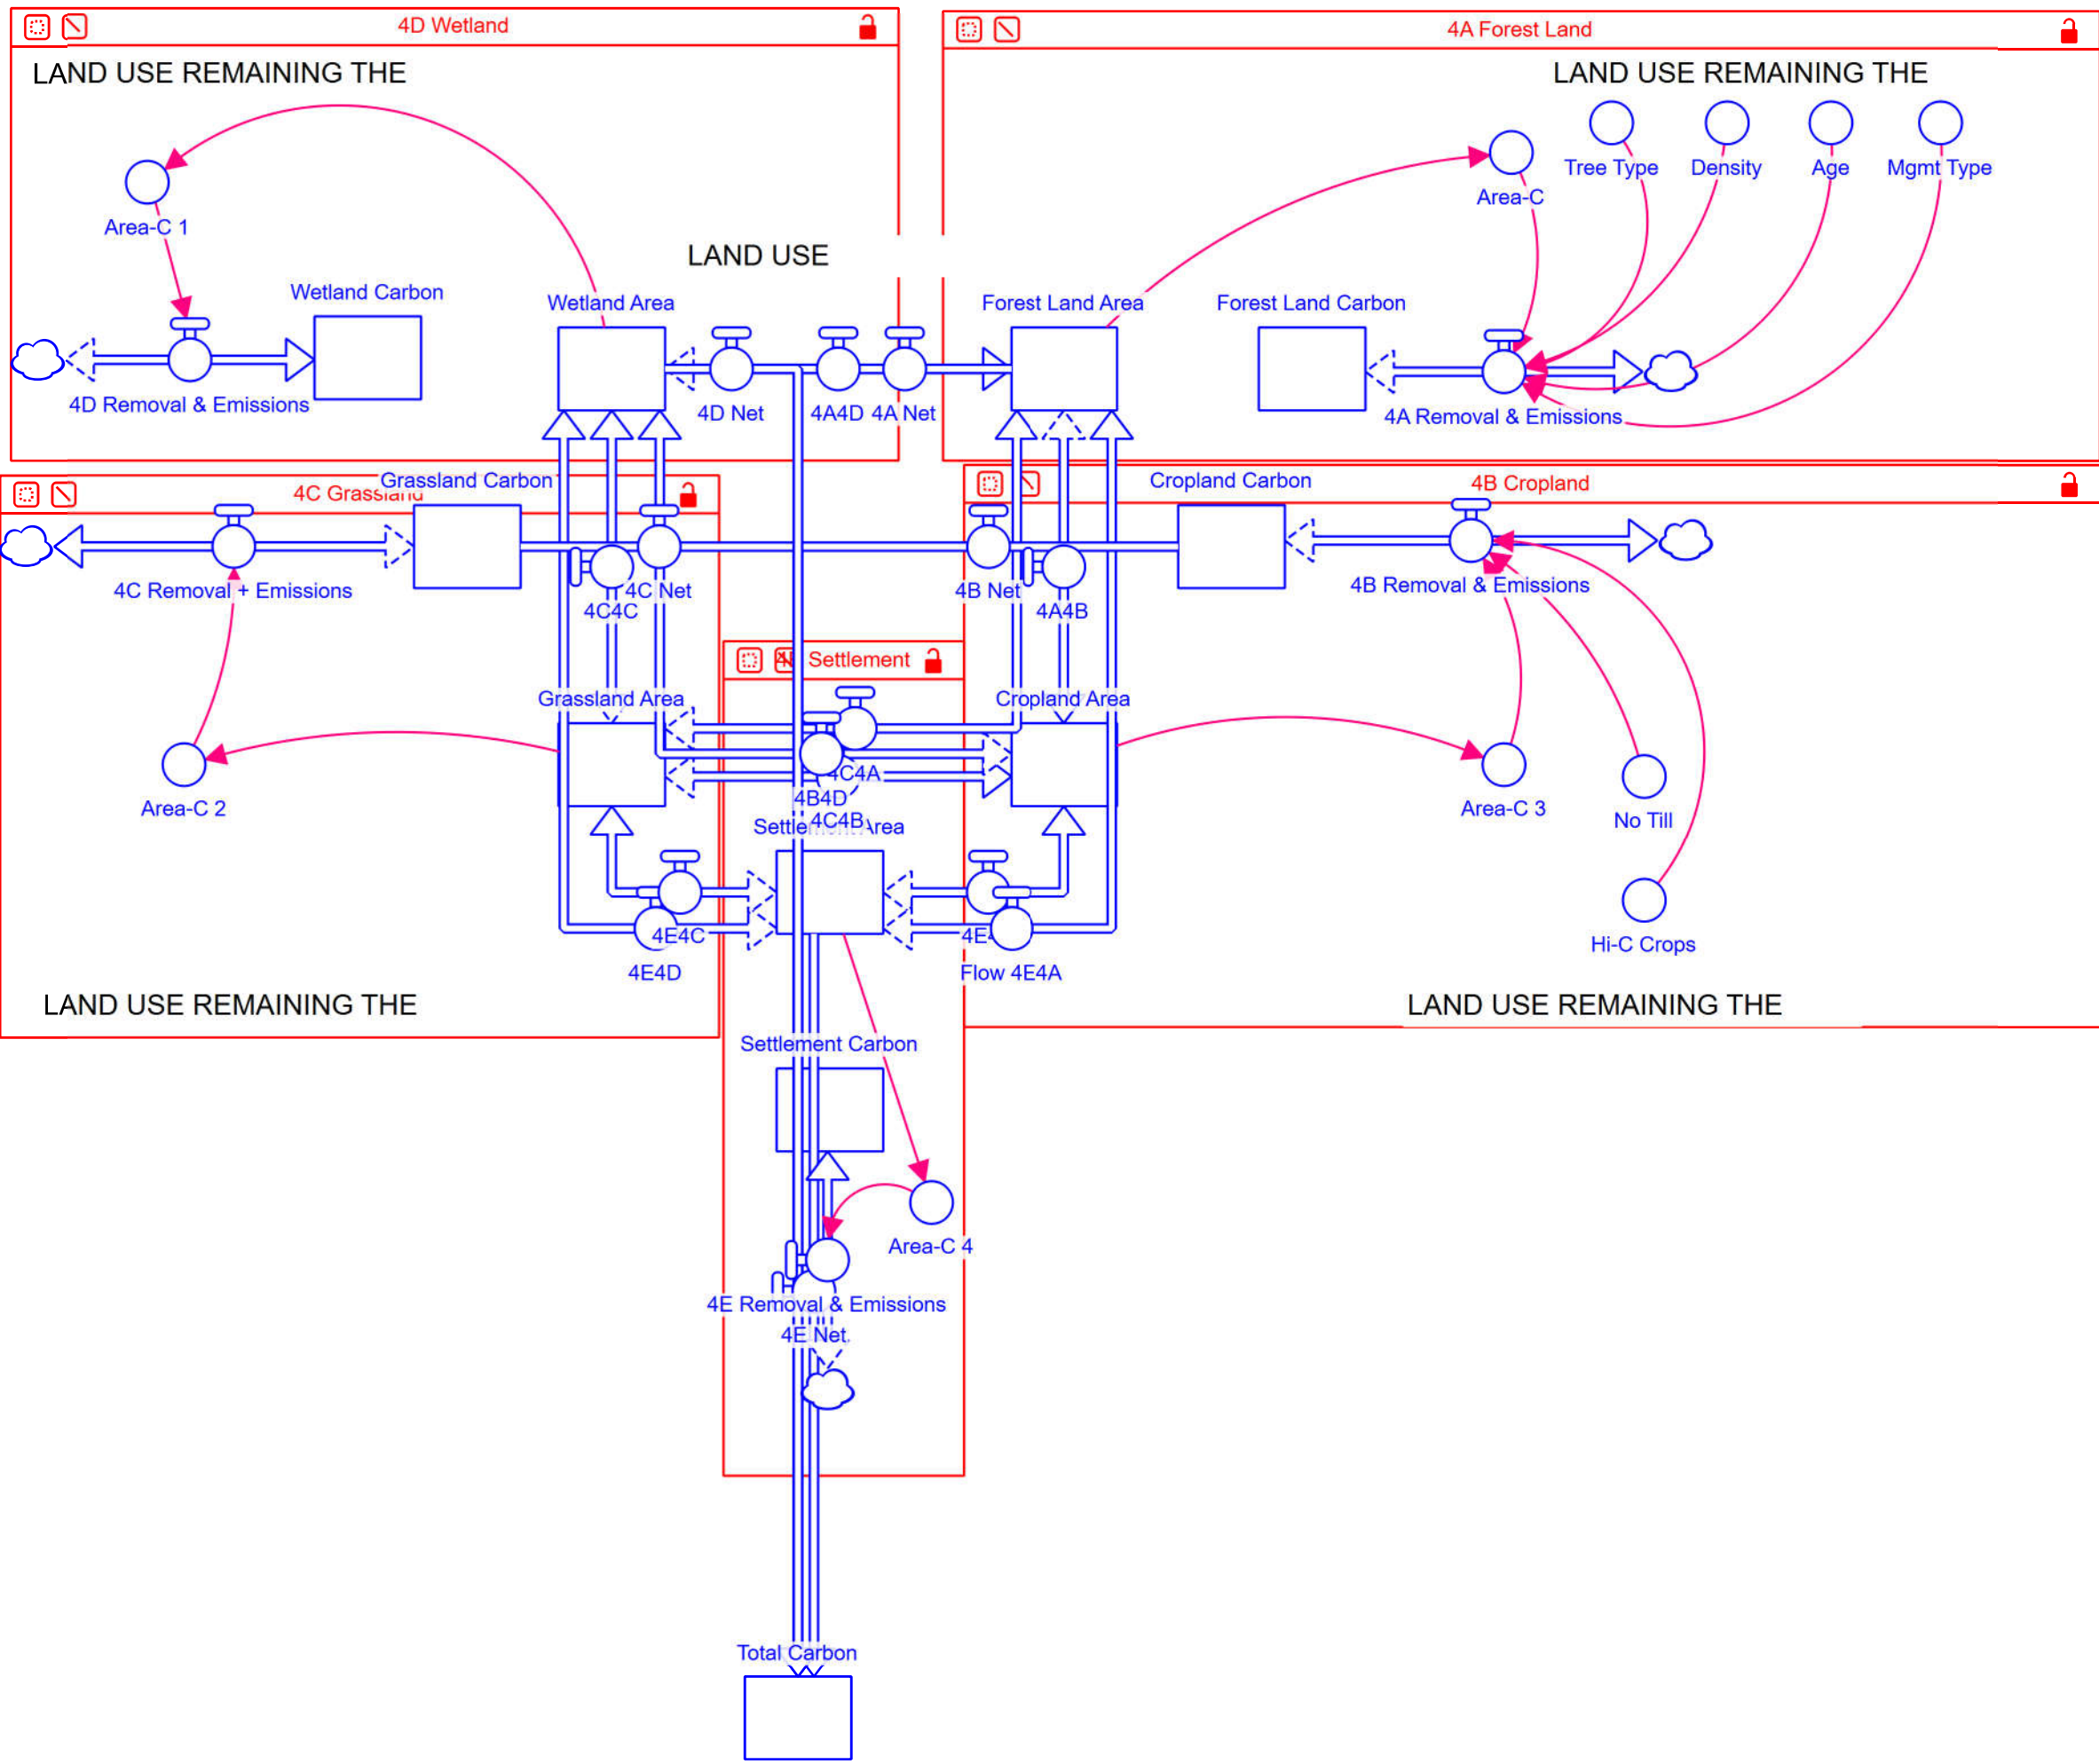 4D Wetland
4A Forest Land
LAND USE REMAINING THE
LAND USE REMAINING THE
Tree Type
Density
Age
Mgmt Type
Area-C
Area-C 1
LAND USE
Wetland Carbon
Wetland Area
Forest Land Area
Forest Land Carbon
4D Removal & Emissions
4D Net
4A4D
4A Net
4A Removal & Emissions
4C Grassland
Grassland Carbon
Cropland Carbon
4B Cropland
4C Removal + Emissions
4C4C
4C Net
4B Net
4A4B
4B Removal & Emissions
Settlement
Grassland Area
Cropland Area
4C4A
4B4D
4C4B
Settlement Area
Area-C 2
Area-C 3
No Till
4E4C
4E4D
Flow 4E4A
Hi-C Crops
LAND USE REMAINING THE
LAND USE REMAINING THE
Settlement Carbon
Area-C 4
4E Removal & Emissions
4E Net
Total Carbon